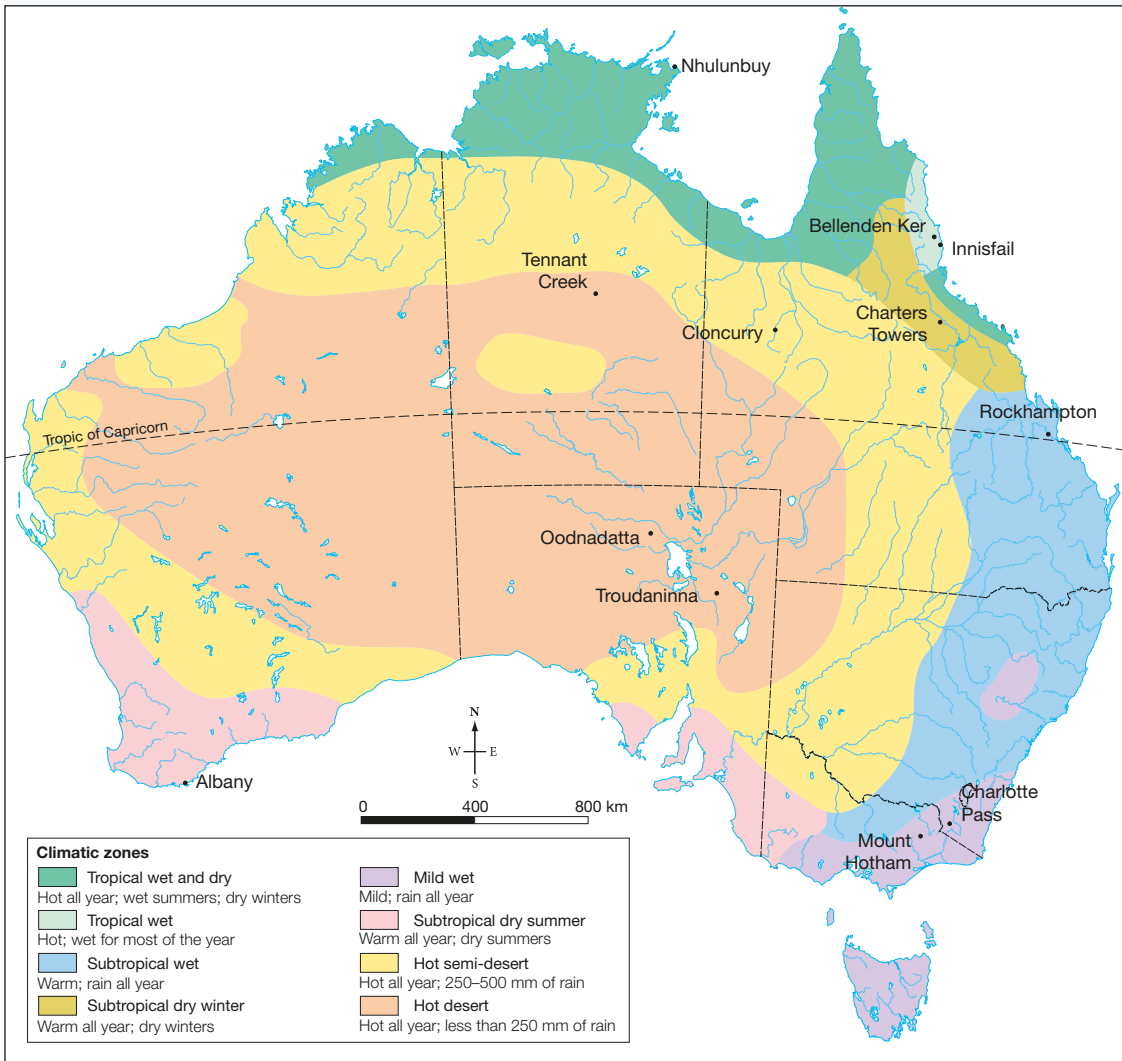 Nhulunbuy
Bellenden Ker
Innisfail
Tennant
Creek
Charters
Towers
Cloncurry
Rockhampton
Tropic of Capricorn
Oodnadatta
Troudaninna
N
W
E
S
Albany
0
400
800 km
Charlotte
Pass
Mount
Hotham
Climatic zones
Tropical wet and dry
Hot all year; wet summers; dry winters
Tropical wet
Hot; wet for most of the year
Subtropical wet
Warm; rain all year
Subtropical dry winter
Warm all year; dry winters
Mild wet
Mild; rain all year
Subtropical dry summer
Warm all year; dry summers
Hot semi-desert
Hot all year; 250–500 mm of rain
Hot desert
Hot all year; less than 250 mm of rain